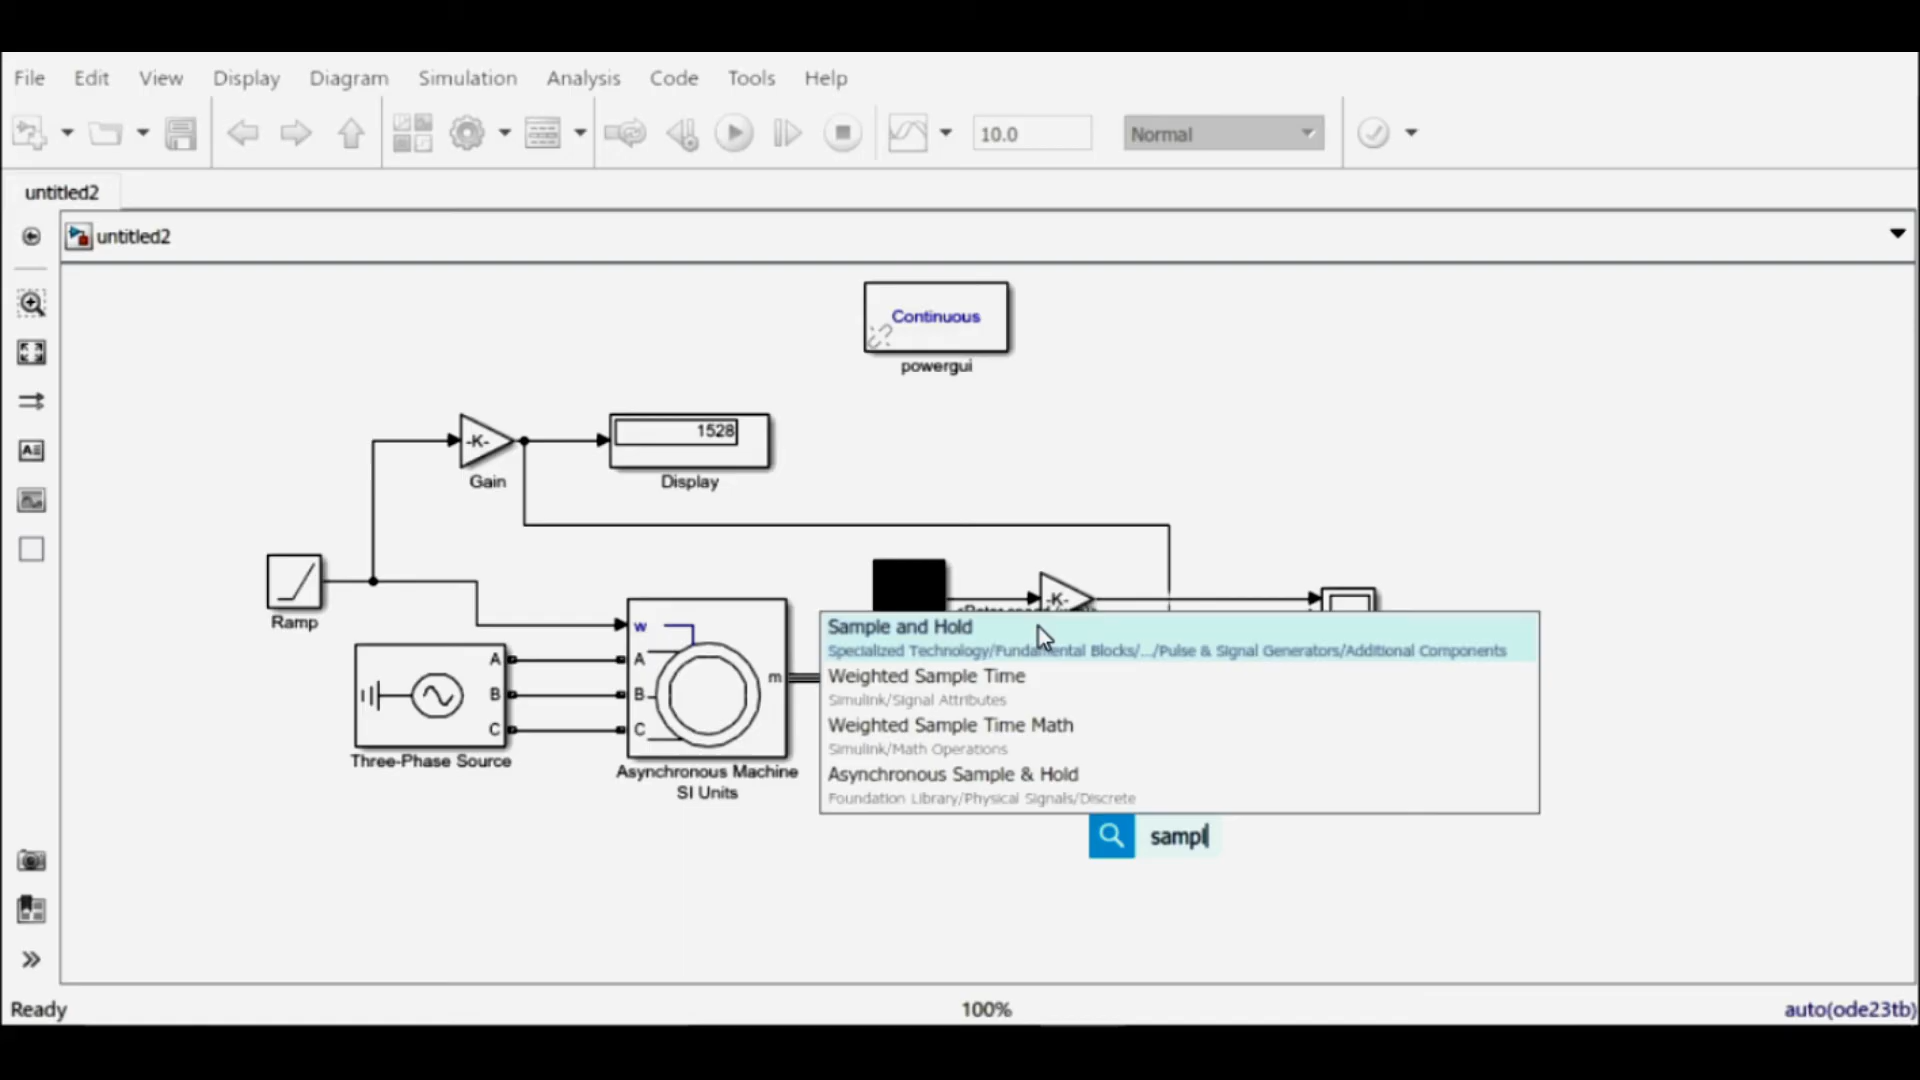 File Edit View Display Diagram Simulation Analysis Code Tools Help
10.0 Normal
untitled2
untitled2
Continuous
powergui
-K-
1528
Gain
Display
-K-
Ramp
w
A
B
C
Three-Phase Source
A
B
C
m
Asynchronous Machine
SI Units
Sample and Hold
Specialized Technology/Fundamental Blocks/.../Pulse & Signal Generators/Additional Components
Weighted Sample Time
Simulink/Signal Attributes
Weighted Sample Time Math
Simulink/Math Operations
Asynchronous Sample & Hold
Foundation Library/Physical Signals/Discrete
sampl
Ready 100% auto(ode23tb)